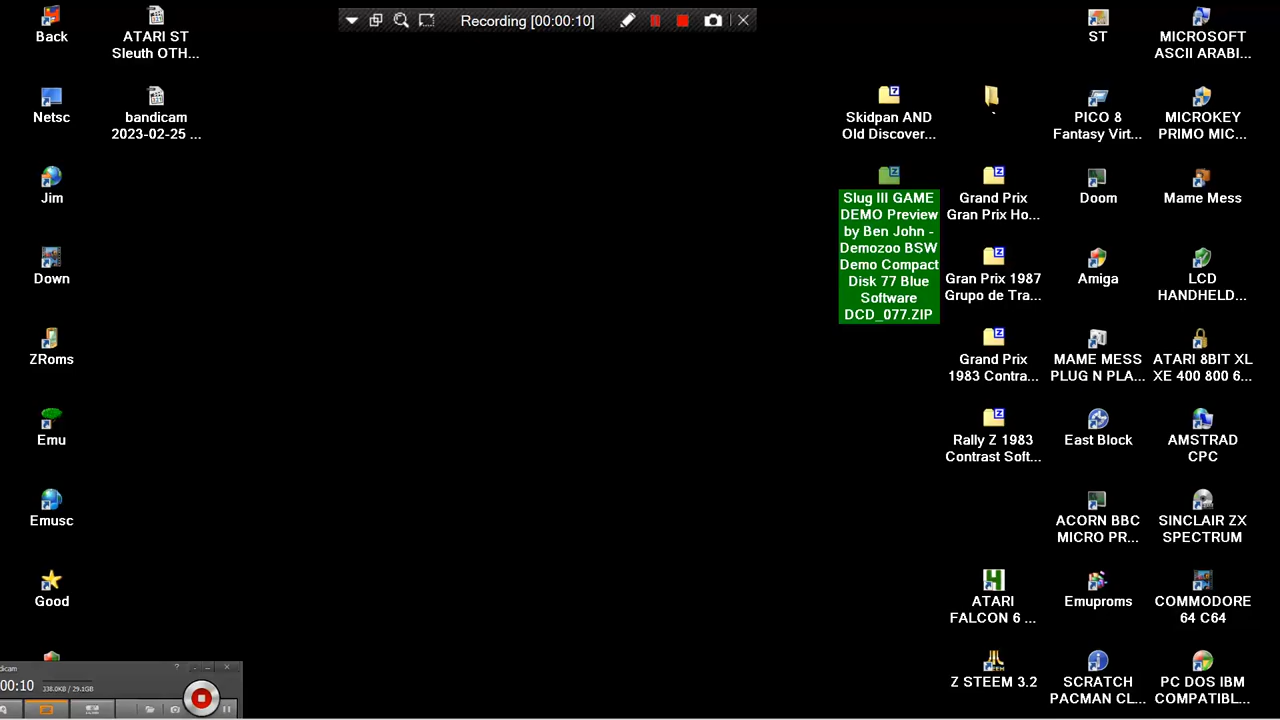 Recording [00:00:10]
Back
ATARI ST
Sleuth OTH...
Netsc
bandicam
2023-02-25 ...
Jim
Down
ZRoms
Emu
Emusc
Good
Skidpan AND
Old Discover...
Slug III GAME
DEMO Preview
by Ben John -
Demozoo BSW
Demo Compact
Disk 77 Blue
Software
DCD_077.ZIP
`
Grand Prix
Gran Prix Ho...
Gran Prix 1987
Grupo de Tra...
Grand Prix
1983 Contra...
Rally Z 1983
Contrast Soft...
ATARI
FALCON 6 ...
Z STEEM 3.2
ST
PICO 8
Fantasy Virt...
Doom
Amiga
MAME MESS
PLUG N PLA...
East Block
ACORN BBC
MICRO PR...
Emuproms
SCRATCH
PACMAN CL...
MICROSOFT
ASCII ARABI...
MICROKEY
PRIMO MIC...
Mame Mess
LCD
HANDHELD...
ATARI 8BIT XL
XE 400 800 6...
AMSTRAD
CPC
SINCLAIR ZX
SPECTRUM
COMMODORE
64 C64
PC DOS IBM
COMPATIBL...
dicam
00:10
338.0KB / 29.1GB